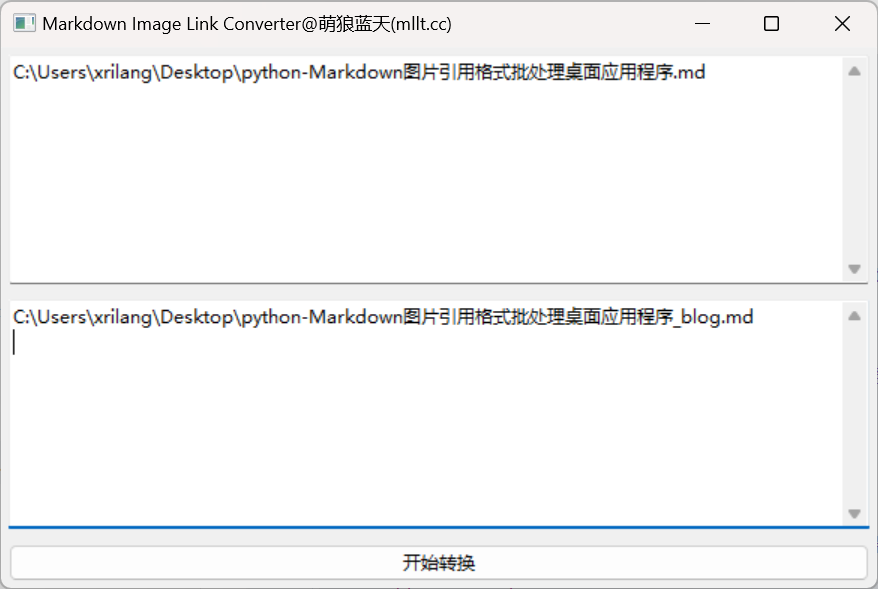 Markdown Image Link Converter@萌狼蓝天(mllt.cc)
C:\Users\xrilang\Desktop\python-Markdown图片引用格式批处理桌面应用程序.md
C:\Users\xrilang\Desktop\python-Markdown图片引用格式批处理桌面应用程序_blog.md
开始转换